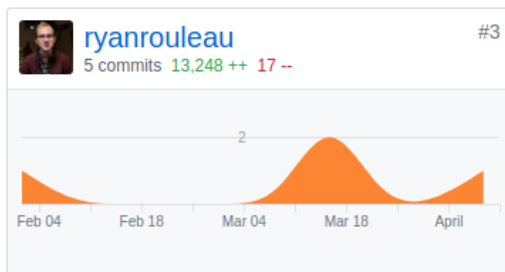 ryanrouleau
#3
5 commits 13,248 ++ 17 --
2
Feb 04 Feb 18 Mar 04 Mar 18 April